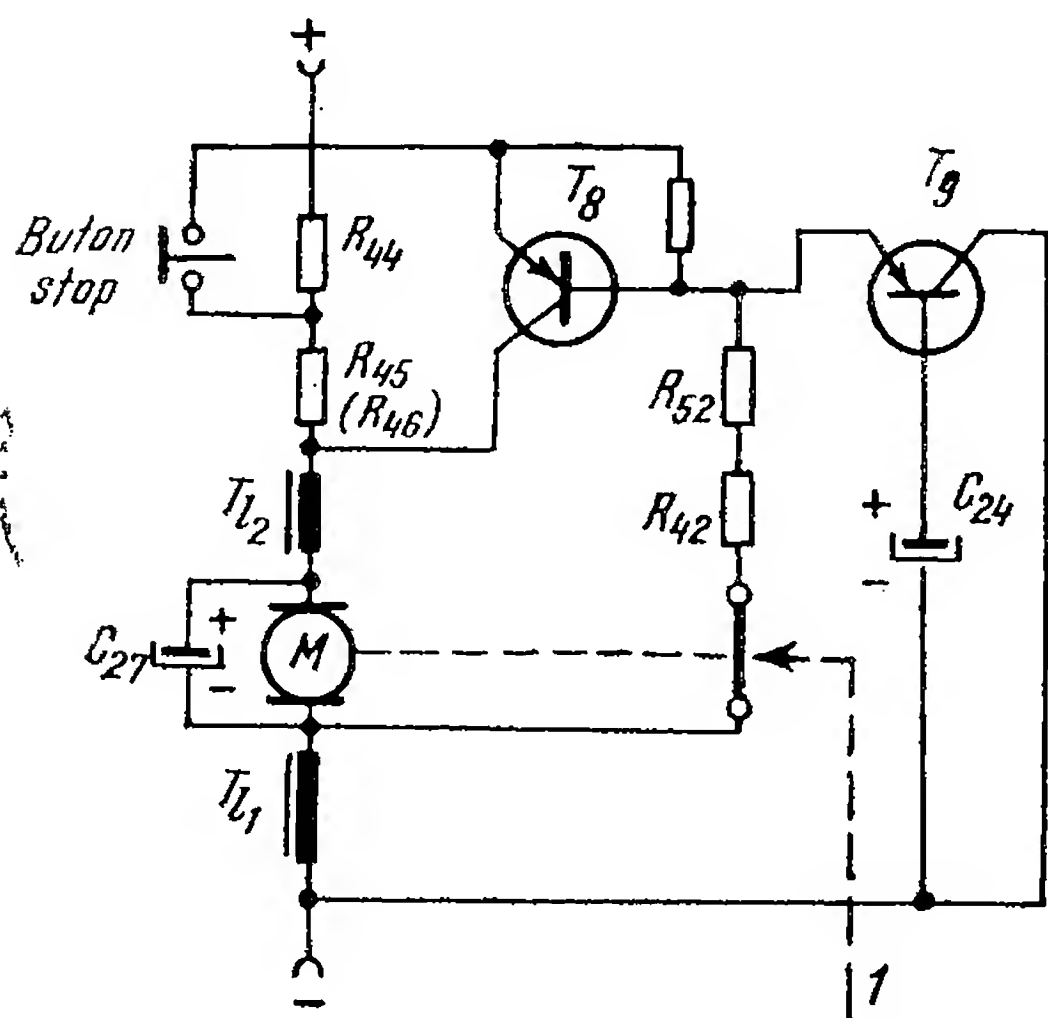 +
T8
T9
Buton
stop
R44
R45
(R46)
R52
Tl2
R42
+
C24
-
C27
+
M
-
Tl1
-
1